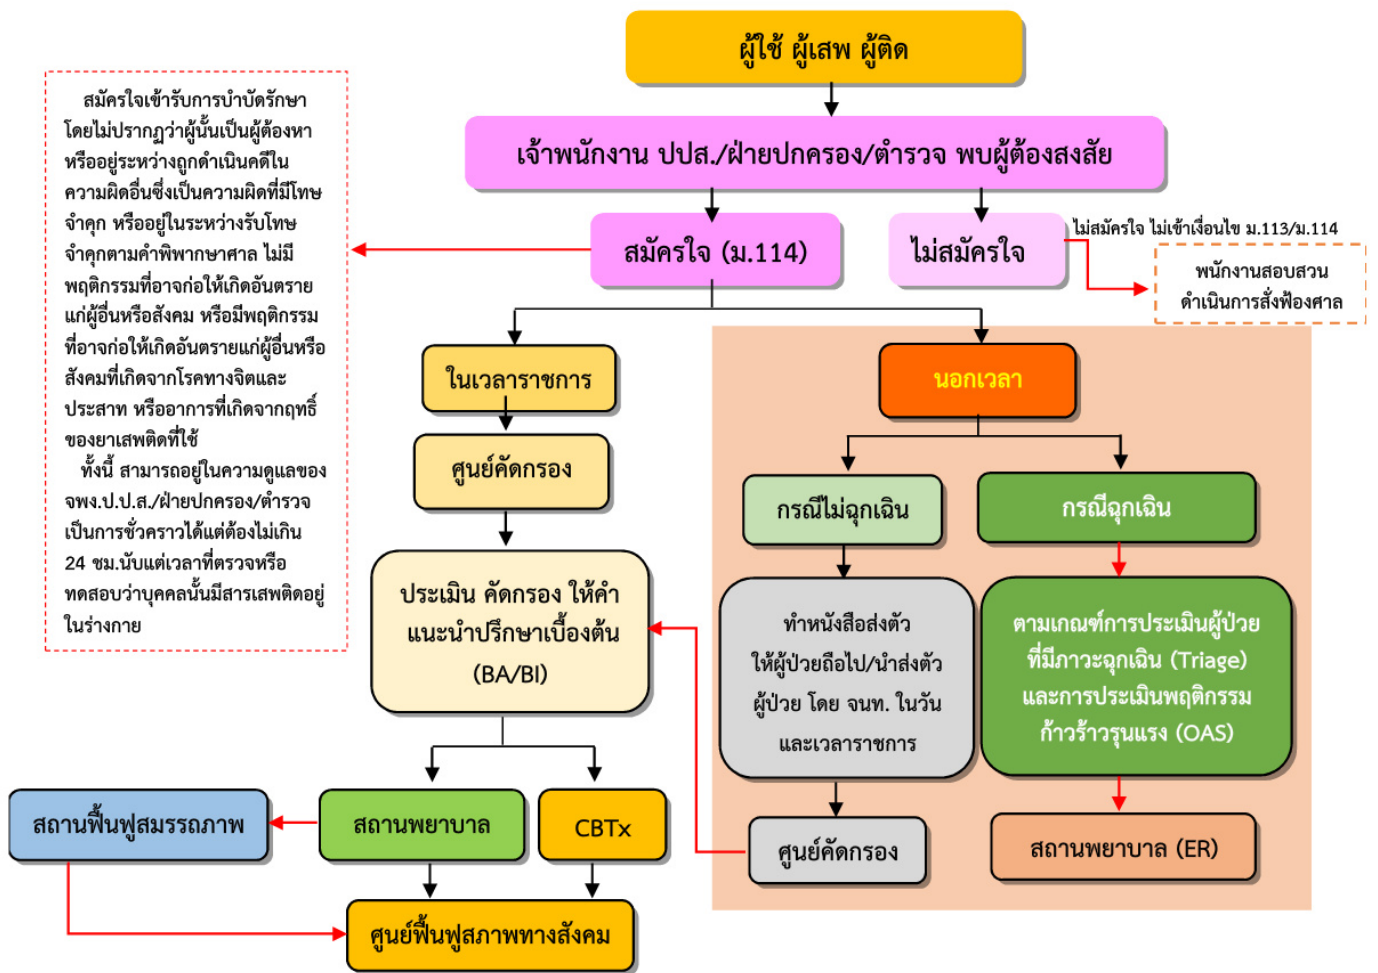 ผู้ใช้ ผู้เสพ ผู้ติด
เจ้าพนักงาน ปปส./ฝ่ายปกครอง/ตำรวจ พบผู้ต้องสงสัย
สมัครใจเข้ารับการบำบัดรักษา
โดยไม่ปรากฏว่าผู้นั้นเป็นผู้ต้องหา
หรืออยู่ระหว่างถูกดำเนินคดีใน
ความผิดอื่นซึ่งเป็นความผิดที่มีโทษ
จำคุก หรืออยู่ในระหว่างรับโทษ
จำคุกตามคำพิพากษาศาล ไม่มี
พฤติกรรมที่อาจก่อให้เกิดอันตราย
แก่ผู้อื่นหรือสังคม หรือมีพฤติกรรม
ที่อาจก่อให้เกิดอันตรายแก่ผู้อื่นหรือ
สังคมที่เกิดจากโรคทางจิตและ
ประสาท หรืออาการที่เกิดจากฤทธิ์
ของยาเสพติดที่ใช้
ทั้งนี้ สามารถอยู่ในความดูแลของ
จพง.ป.ป.ส./ฝ่ายปกครอง/ตำรวจ
เป็นการชั่วคราวได้แต่ต้องไม่เกิน
24 ชม.นับแต่เวลาที่ตรวจหรือ
ทดสอบว่าบุคคลนั้นมีสารเสพติดอยู่
ในร่างกาย
สมัครใจ (ม.114)
ไม่สมัครใจ
ไม่สมัครใจ ไม่เข้าเงื่อนไข ม.113/ม.114
พนักงานสอบสวน
ดำเนินการสั่งฟ้องศาล
ในเวลาราชการ
นอกเวลา
ศูนย์คัดกรอง
กรณีไม่ฉุกเฉิน
กรณีฉุกเฉิน
ประเมิน คัดกรอง ให้คำ
แนะนำปรึกษาเบื้องต้น
(BA/BI)
ทำหนังสือส่งตัว
ให้ผู้ป่วยถือไป/นำส่งตัว
ผู้ป่วย โดย จนท. ในวัน
และเวลาราชการ
ตามเกณฑ์การประเมินผู้ป่วย
ที่มีภาวะฉุกเฉิน (Triage)
และการประเมินพฤติกรรม
ก้าวร้าวรุนแรง (OAS)
สถานฟื้นฟูสมรรถภาพ
สถานพยาบาล
CBTx
ศูนย์คัดกรอง
สถานพยาบาล (ER)
ศูนย์ฟื้นฟูสภาพทางสังคม